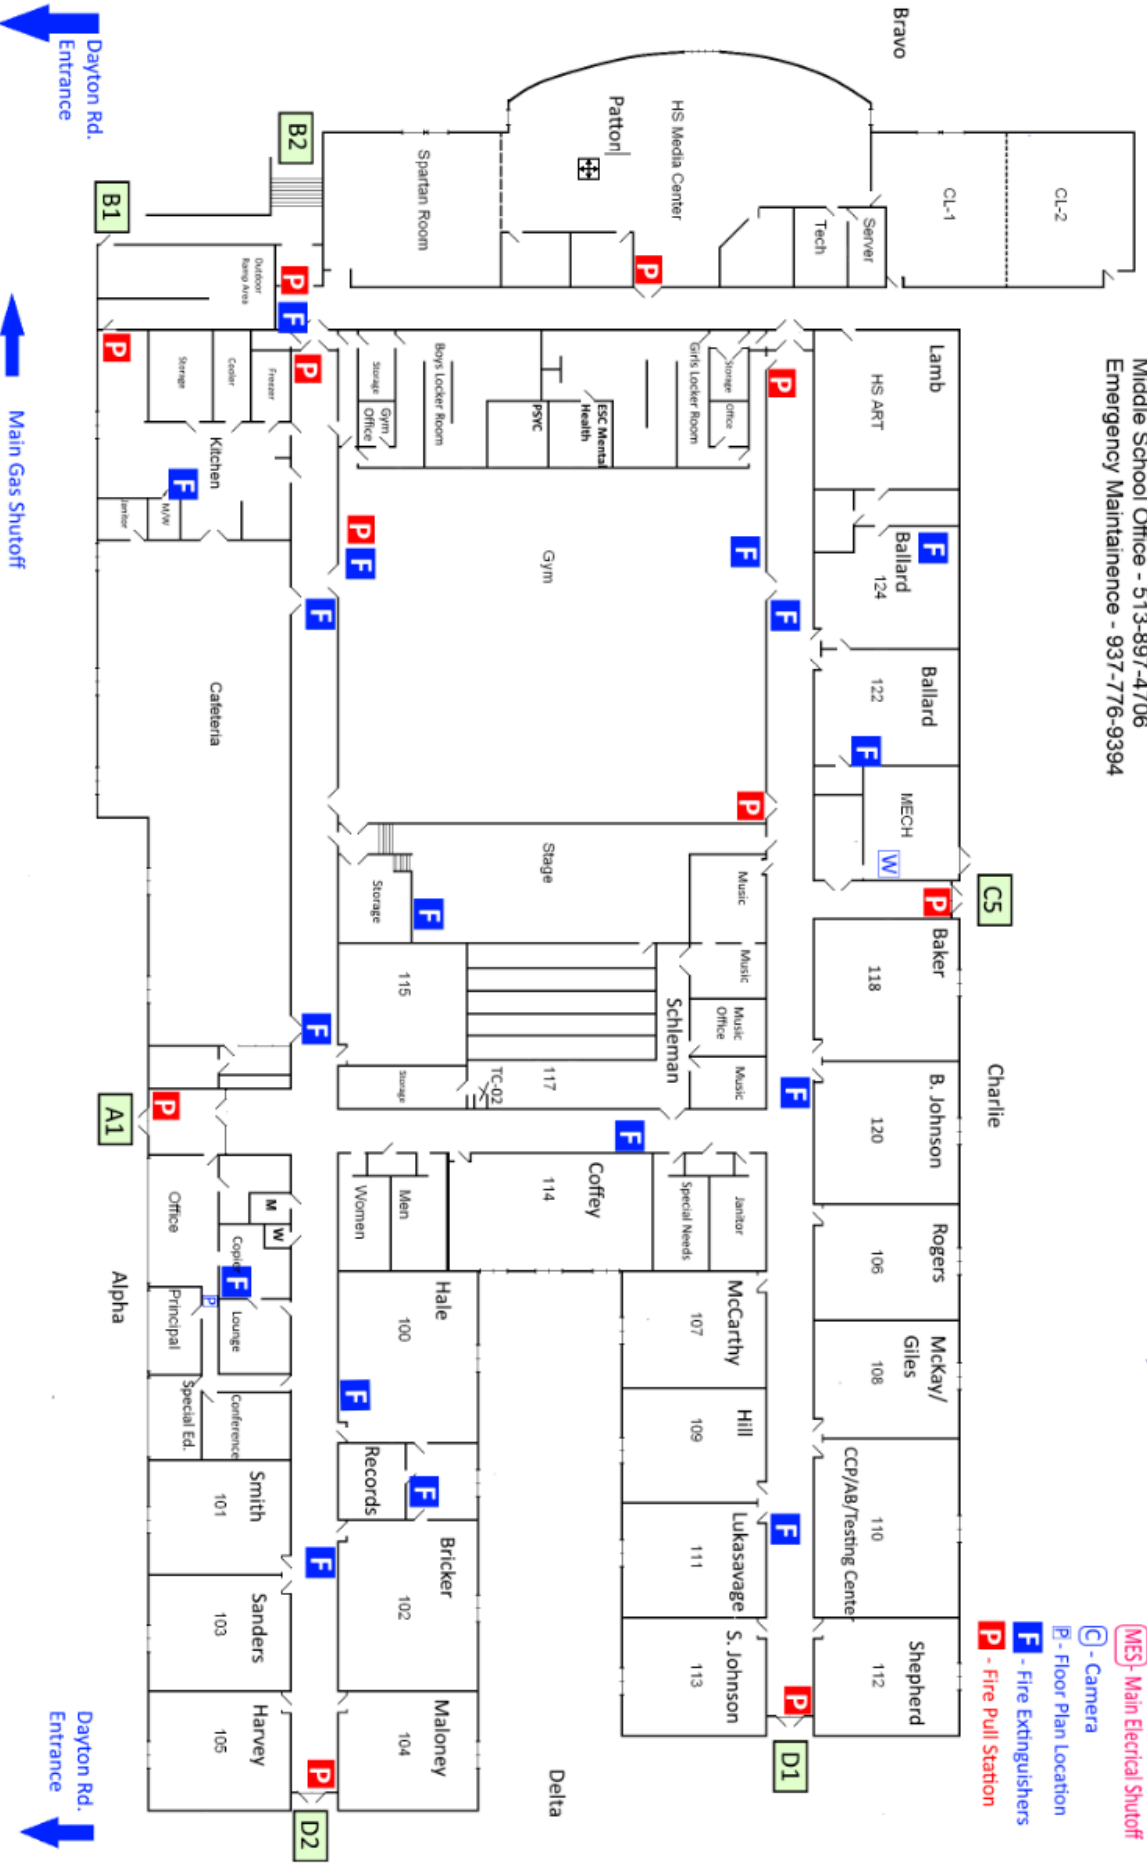 Middle School Office - 513-897-4706
Emergency Maintainence - 937-776-9394
MES - Main Elecrical Shutoff
C - Camera
P - Floor Plan Location
F - Fire Extinguishers
P - Fire Pull Station
Bravo
CL-2
CL-1
Server
Tech
HS Media Center
Patton
Spartan Room
P
B2
Dayton Rd.
Entrance
B1
Outdoor
Ramp Area
P
F
P
P
Main Gas Shutoff
Lamb
HS ART
P
Storage
Office
Girls Locker Room
ESC Mental
Health
PSYC
Boys Locker Room
Storage
Gym
Office
Freezer
Cooler
Storage
Kitchen
F
M/W
Janitor
F
Ballard
124
Ballard
122
F
MECH
W
C5
P
F
F
Gym
P
F
F
Cafeteria
P
Stage
Music
Storage
F
Music
Music
Office
Music
Schleman
115
117
TC-02
Storage
F
Charlie
Baker
118
B. Johnson
120
F
Rogers
106
McKay/
Giles
108
CCP/AB/Testing Center
110
Shepherd
112
F
Janitor
Special Needs
Coffey
114
Men
Women
McCarthy
107
Hill
109
Lukasavage
111
S. Johnson
113
F
P
D1
Hale
100
F
Records
F
Bricker
102
Maloney
104
Delta
P
A1
Office
M
W
Copier
F
P
Lounge
Principal
Alpha
Special Ed.
Conference
Smith
101
F
Sanders
103
Harvey
105
P
D2
Dayton Rd.
Entrance